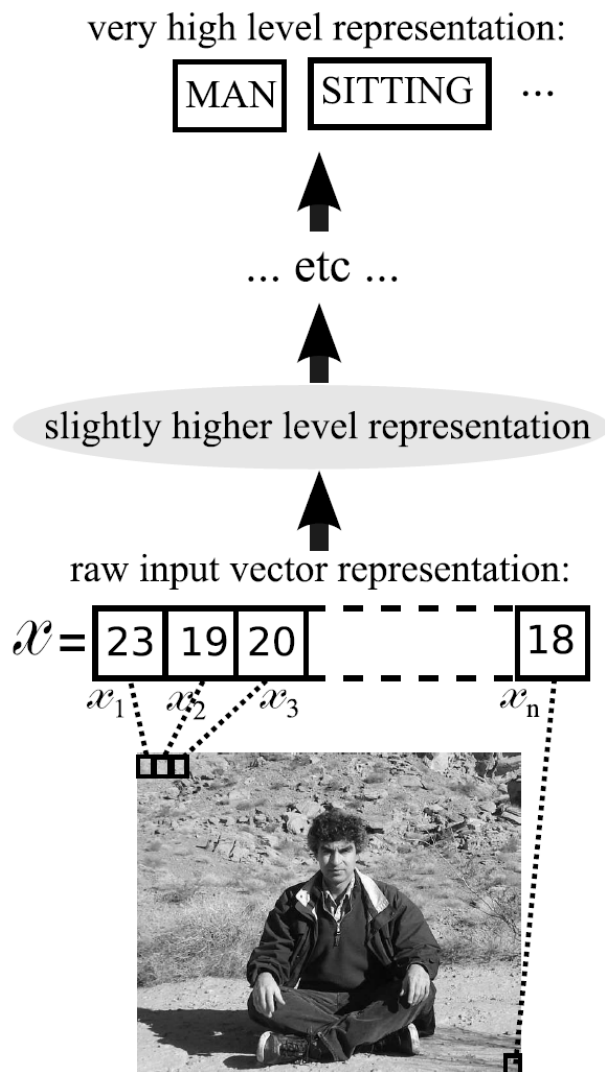 very high level representation:
MAN SITTING ...
... etc ...
slightly higher level representation
raw input vector representation:
x = 23 19 20 18
x1 x2 x3 xn